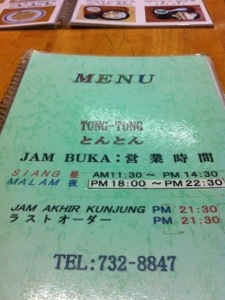 MENU
TONG-TONG
とんとん
JAM BUKA:営業時間
SIANG 昼 AM11:30 ~ PM 14:30
MALAM 夜 PM 18:00 ~ PM 22:30
JAM AKHIR KUNJUNG PM 21:30
ラストオーダー PM 21:30
TEL:732-8847